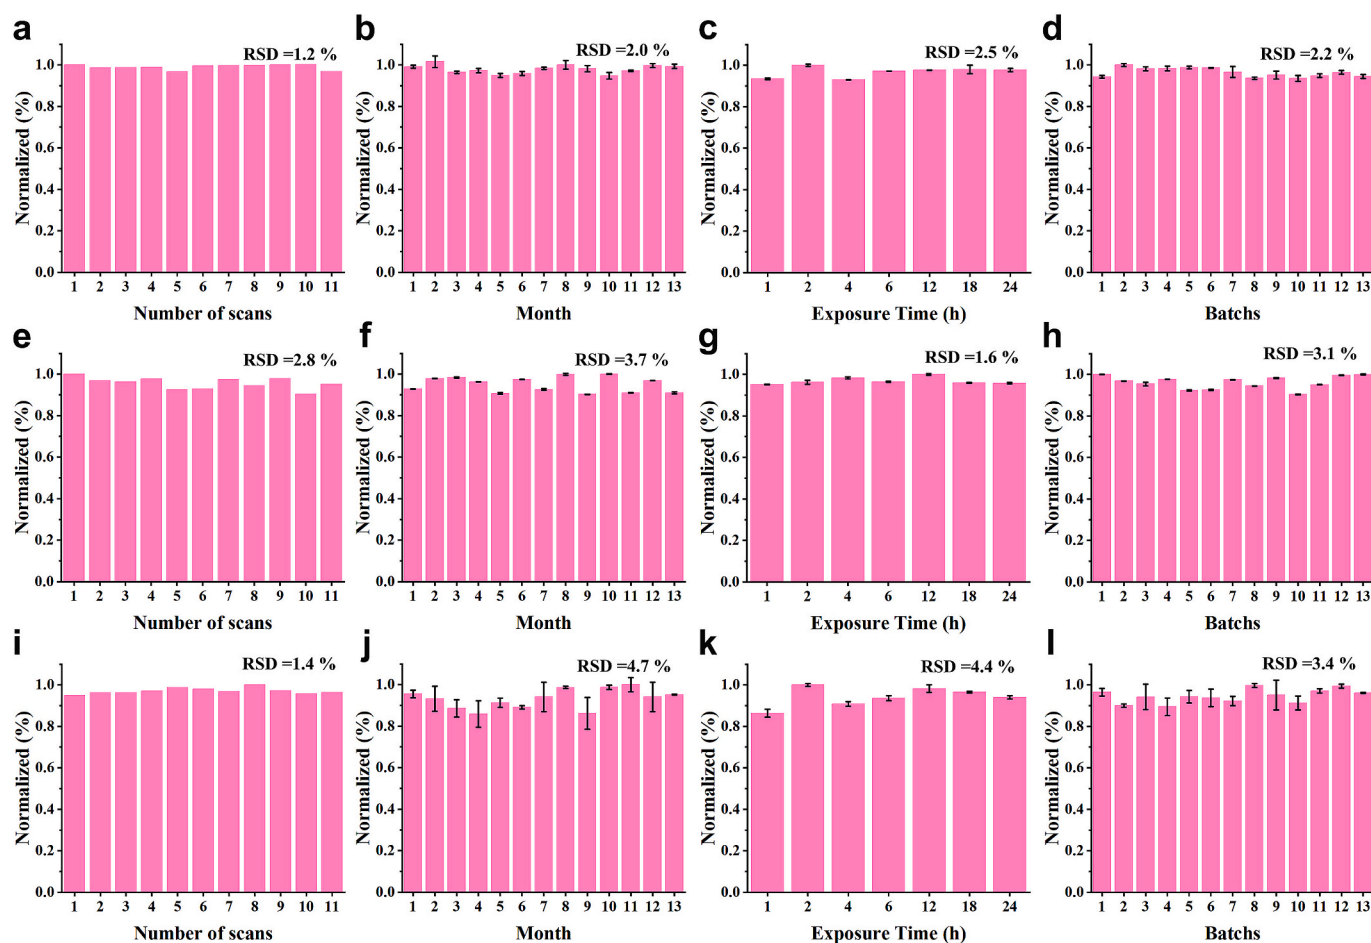 a
RSD =1.2 %
Normalized (%)
1.0
0.8
0.6
0.4
0.2
0.0
1 2 3 4 5 6 7 8 9 10 11
Number of scans
b
RSD =2.0 %
Normalized (%)
1.0
0.8
0.6
0.4
0.2
0.0
1 2 3 4 5 6 7 8 9 10 11 12 13
Month
c
RSD =2.5 %
Normalized (%)
1.0
0.8
0.6
0.4
0.2
0.0
1 2 4 6 12 18 24
Exposure Time (h)
d
RSD =2.2 %
Normalized (%)
1.0
0.8
0.6
0.4
0.2
0.0
1 2 3 4 5 6 7 8 9 10 11 12 13
Batchs
e
RSD =2.8 %
Normalized (%)
1.0
0.8
0.6
0.4
0.2
0.0
1 2 3 4 5 6 7 8 9 10 11
Number of scans
f
RSD =3.7 %
Normalized (%)
1.0
0.8
0.6
0.4
0.2
0.0
1 2 3 4 5 6 7 8 9 10 11 12 13
Month
g
RSD =1.6 %
Normalized (%)
1.0
0.8
0.6
0.4
0.2
0.0
1 2 4 6 12 18 24
Exposure Time (h)
h
RSD =3.1 %
Normalized (%)
1.0
0.8
0.6
0.4
0.2
0.0
1 2 3 4 5 6 7 8 9 10 11 12 13
Batchs
i
RSD =1.4 %
Normalized (%)
1.0
0.8
0.6
0.4
0.2
0.0
1 2 3 4 5 6 7 8 9 10 11
Number of scans
j
RSD =4.7 %
Normalized (%)
1.0
0.8
0.6
0.4
0.2
0.0
1 2 3 4 5 6 7 8 9 10 11 12 13
Month
k
RSD =4.4 %
Normalized (%)
1.0
0.8
0.6
0.4
0.2
0.0
1 2 4 6 12 18 24
Exposure Time (h)
l
RSD =3.4 %
Normalized (%)
1.0
0.8
0.6
0.4
0.2
0.0
1 2 3 4 5 6 7 8 9 10 11 12 13
Batchs